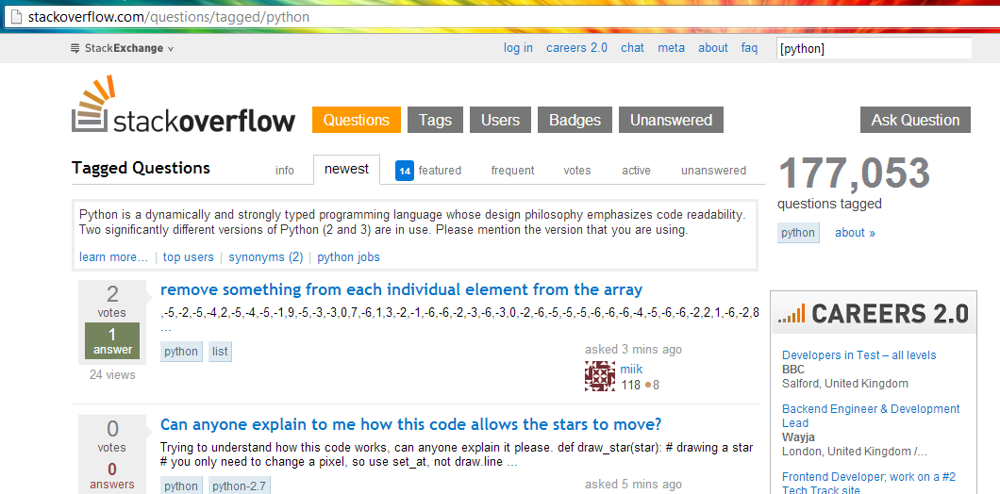 stackoverflow.com/questions/tagged/python
StackExchange
log in careers 2.0 chat meta about faq [python]
stackoverflow
Questions Tags Users Badges Unanswered Ask Question
Tagged Questions info newest 14 featured frequent votes active unanswered
177,053
questions tagged
python about »
Python is a dynamically and strongly typed programming language whose design philosophy emphasizes code readability.
Two significantly different versions of Python (2 and 3) are in use. Please mention the version that you are using.
learn more… | top users | synonyms (2) | python jobs
2
votes
1
answer
24 views
remove something from each individual element from the array
,-5,-2,-5,-4,2,-5,-4,-5,-1,9,-5,-3,-3,0,7,-6,1,3,-2,-1,-6,-6,-2,-3,-6,-3,0,-2,-6,-5,-5,-5,-6,-6,-6,-4,-5,-6,-6,-2,2,1,-6,-2,8
...
python list
asked 3 mins ago
miik
118 8
0
votes
0
answers
Can anyone explain to me how this code allows the stars to move?
Trying to understand how this code works, can anyone explain it please. def draw_star(star): # drawing a star
# you only need to change a pixel, so use set_at, not draw.line ...
python python-2.7
asked 5 mins ago
CAREERS 2.0
Developers in Test – all levels
BBC
Salford, United Kingdom
Backend Engineer & Development
Lead
Wayja
London, United Kingdom /...
Frontend Developer; work on a #2
Tech Track site